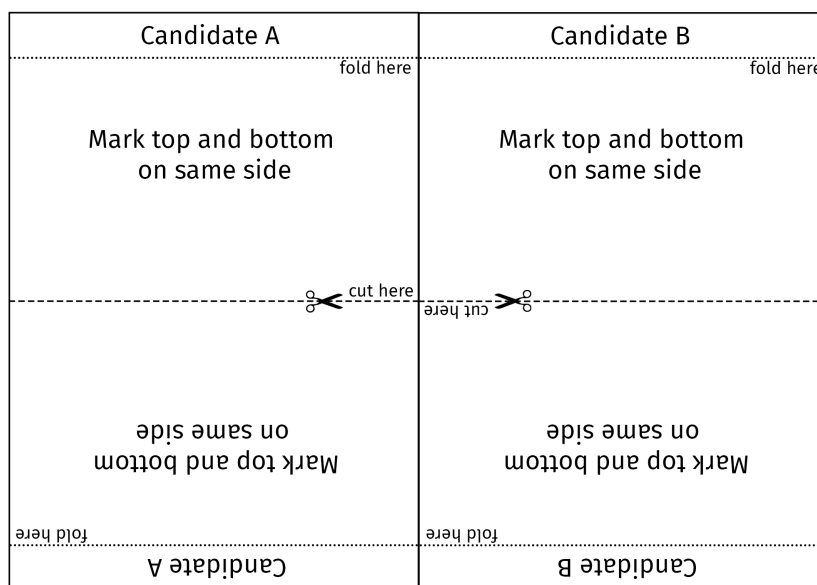 Candidate A
Candidate B
fold here
fold here
Mark top and bottom
on same side
Mark top and bottom
on same side
cut here
cut here
Mark top and bottom
on same side
Mark top and bottom
on same side
fold here
fold here
Candidate A
Candidate B